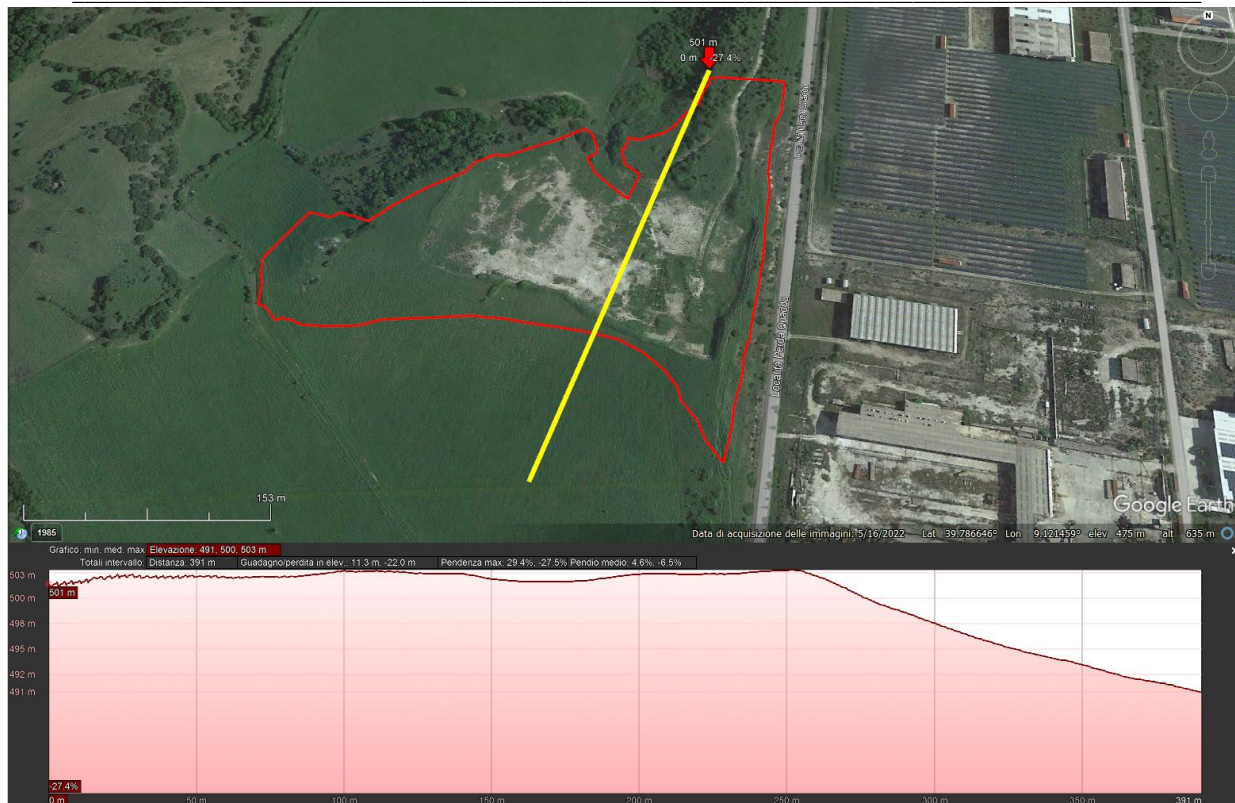 N
501 m
0 m -27.4%
Località Pardu Cuaddu
153 m
Google Earth
1985
Data di acquisizione delle immagini: 5/16/2022 Lat 39.786646° Lon 9.121459° elev 475 m alt 635 m
Grafico: min. med. max Elevazione: 491, 500, 503 m
Totali intervallo: Distanza: 391 m Guadagno/perdita in elev.: 11.3 m, -22.0 m Pendenza max: 29.4%, -27.5% Pendio medio: 4.6%, -6.5%
503 m
501 m
500 m
498 m
495 m
492 m
491 m
-27.4%
0 m 50 m 100 m 150 m 200 m 250 m 300 m 350 m 391 m